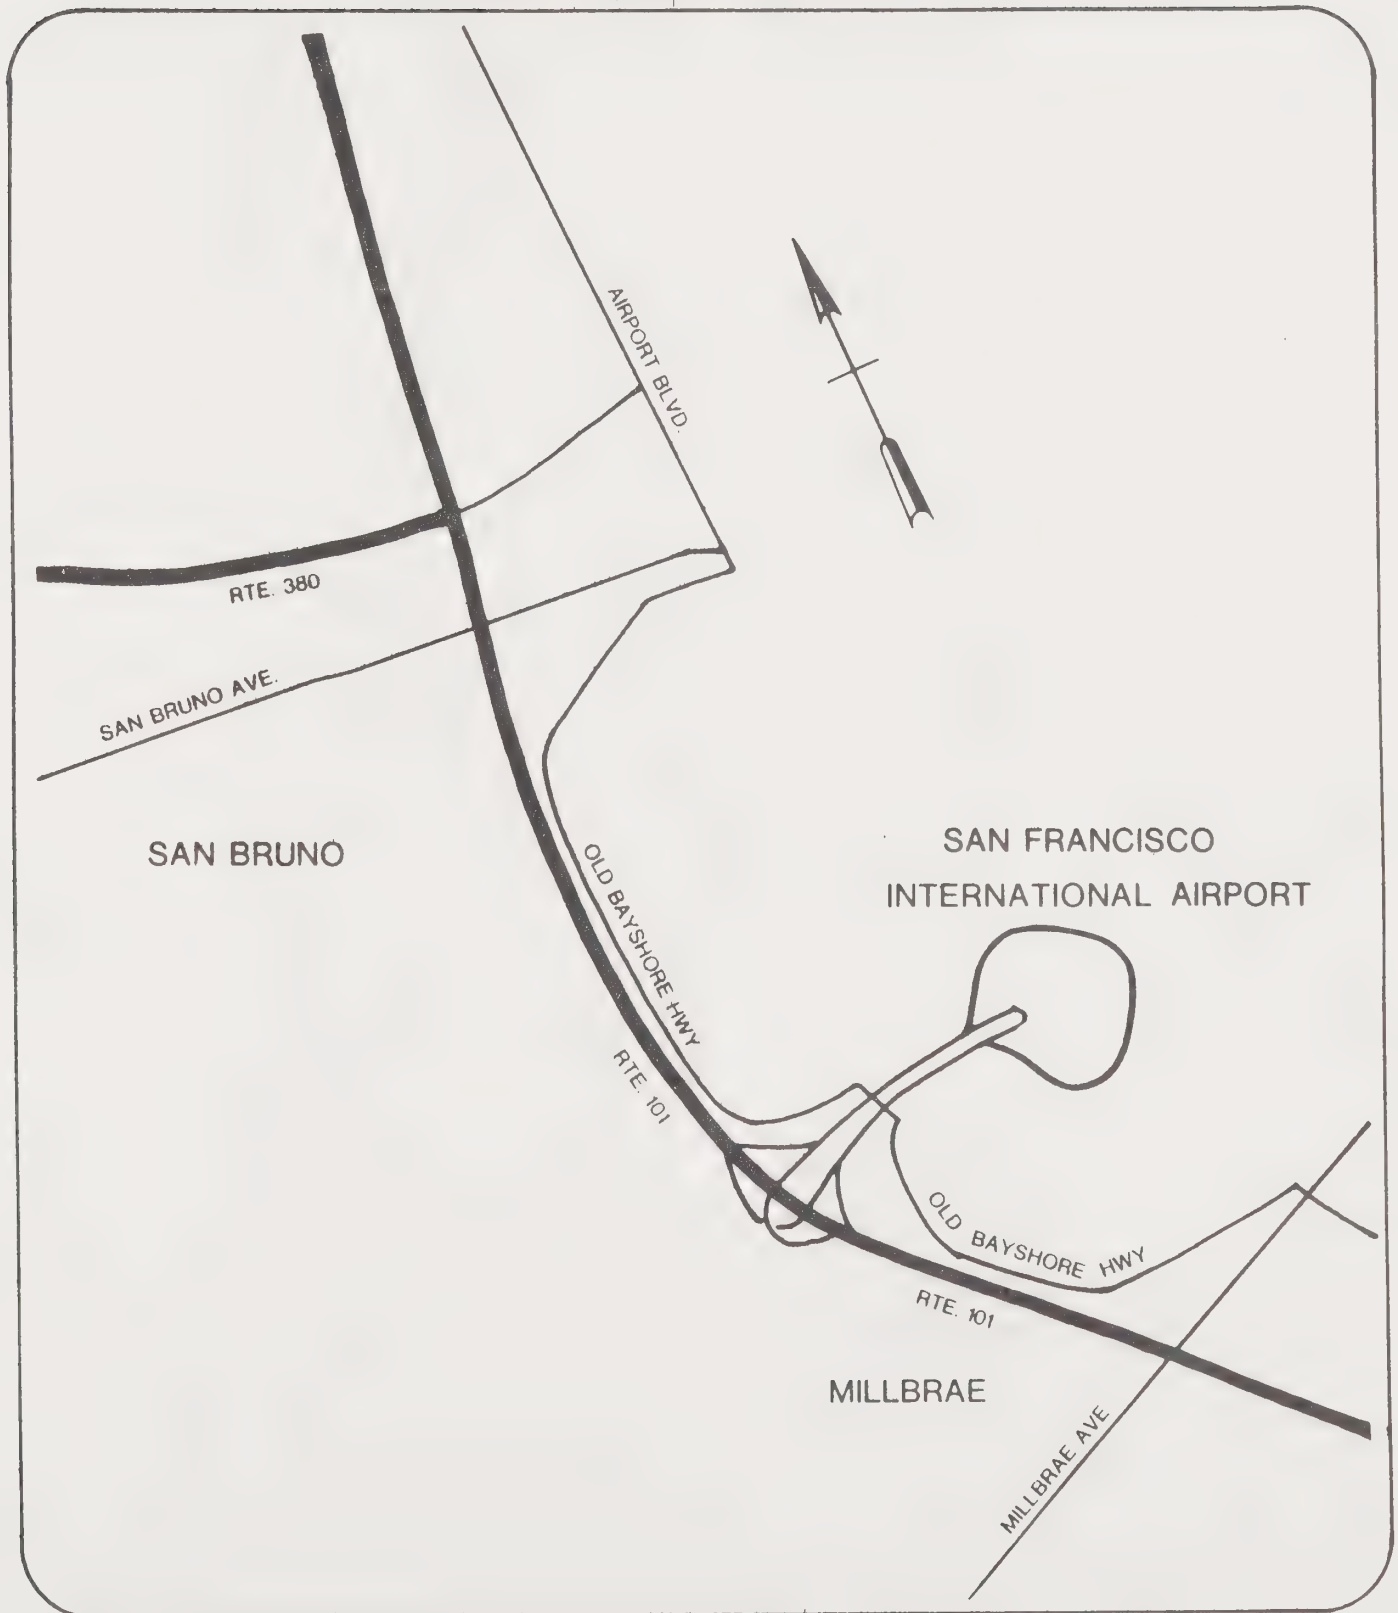 AIRPORT BLVD.
RTE. 380
SAN BRUNO AVE.
SAN BRUNO
OLD BAYSHORE HWY
SAN FRANCISCO
INTERNATIONAL AIRPORT
RTE. 101
OLD BAYSHORE HWY
RTE. 101
MILLBRAE
MILLBRAE AVE